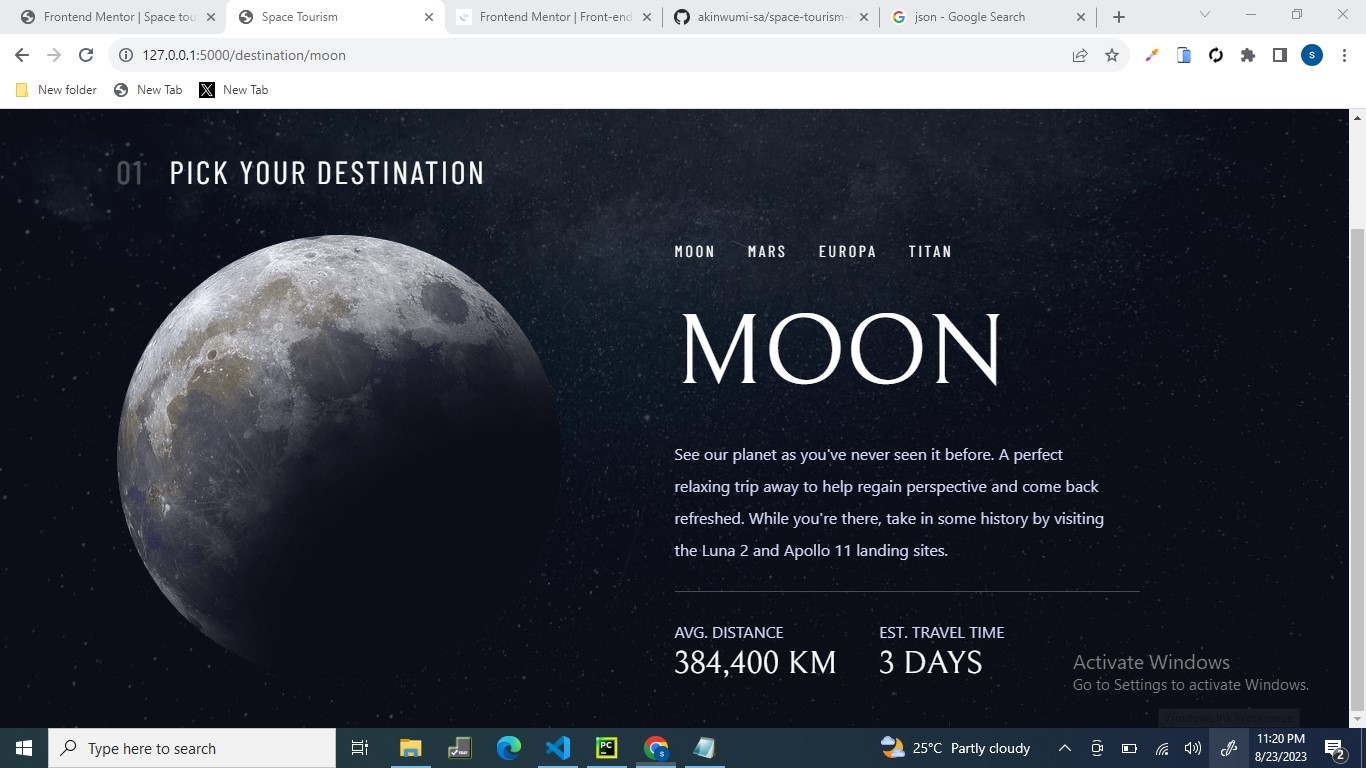 Frontend Mentor | Space tou
Space Tourism
Frontend Mentor | Front-end
akinwumi-sa/space-tourism-
json - Google Search
127.0.0.1:5000/destination/moon
S
New folder
New Tab
New Tab
01 PICK YOUR DESTINATION
MOON MARS EUROPA TITAN
MOON
See our planet as you've never seen it before. A perfect
relaxing trip away to help regain perspective and come back
refreshed. While you're there, take in some history by visiting
the Luna 2 and Apollo 11 landing sites.
AVG. DISTANCE EST. TRAVEL TIME
384,400 KM 3 DAYS
Activate Windows
Go to Settings to activate Windows.
Windows Ink Workspace
Type here to search
PC
25°C Partly cloudy
11:20 PM
8/23/2023
2